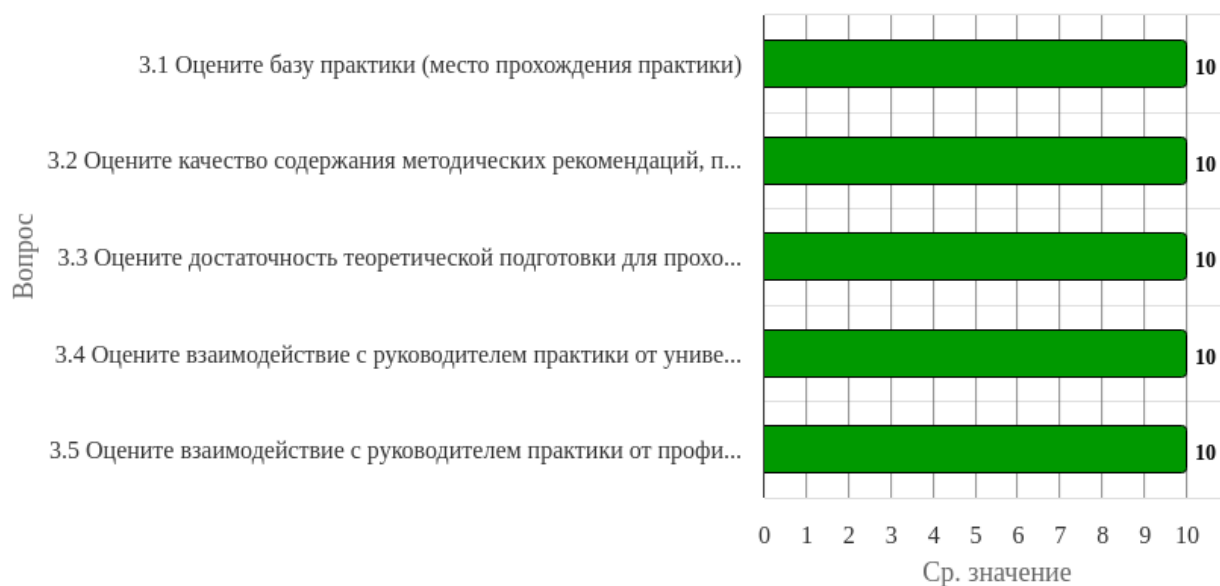 3.1 Оцените базу практики (место прохождения практики)
10
3.2 Оцените качество содержания методических рекомендаций, п...
10
3.3 Оцените достаточность теоретической подготовки для прохо...
10
3.4 Оцените взаимодействие с руководителем практики от униве...
10
3.5 Оцените взаимодействие с руководителем практики от профи...
10
Вопрос
0 1 2 3 4 5 6 7 8 9 10
Ср. значение